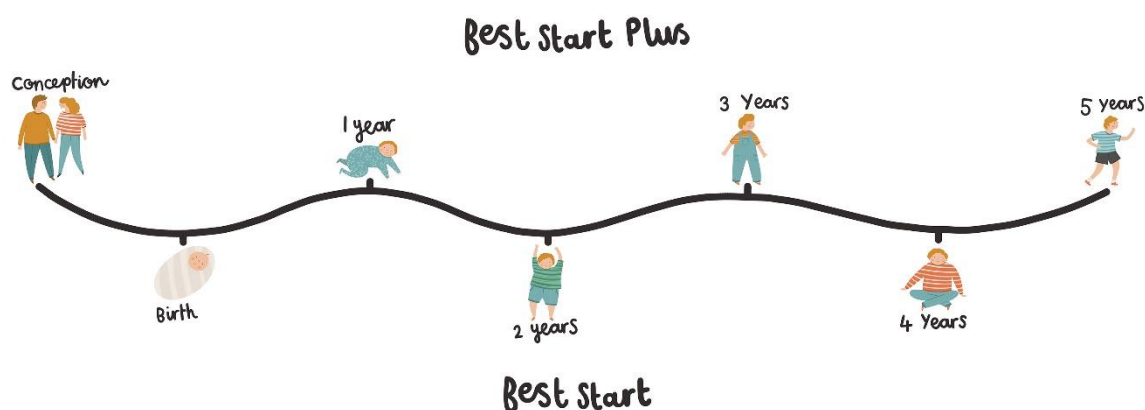 Best Start Plus
Conception
1 year
3 Years
5 years
Birth
2 years
4 Years
Best Start